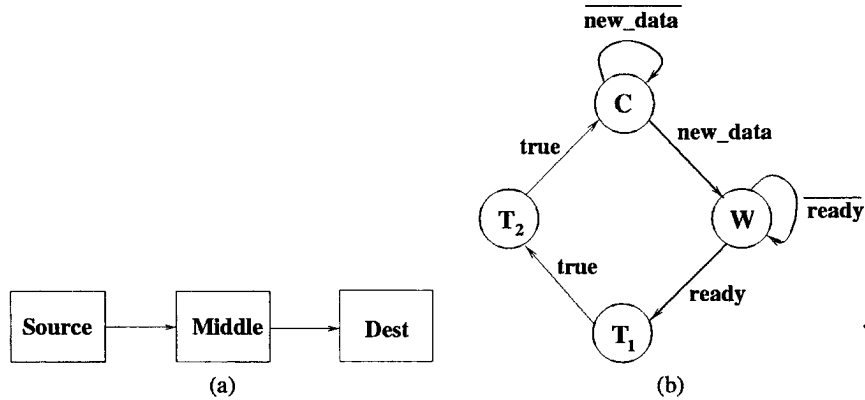 Source
Middle
Dest
(a)
new_data
C
new_data
true
T2
W
ready
true
ready
T1
(b)